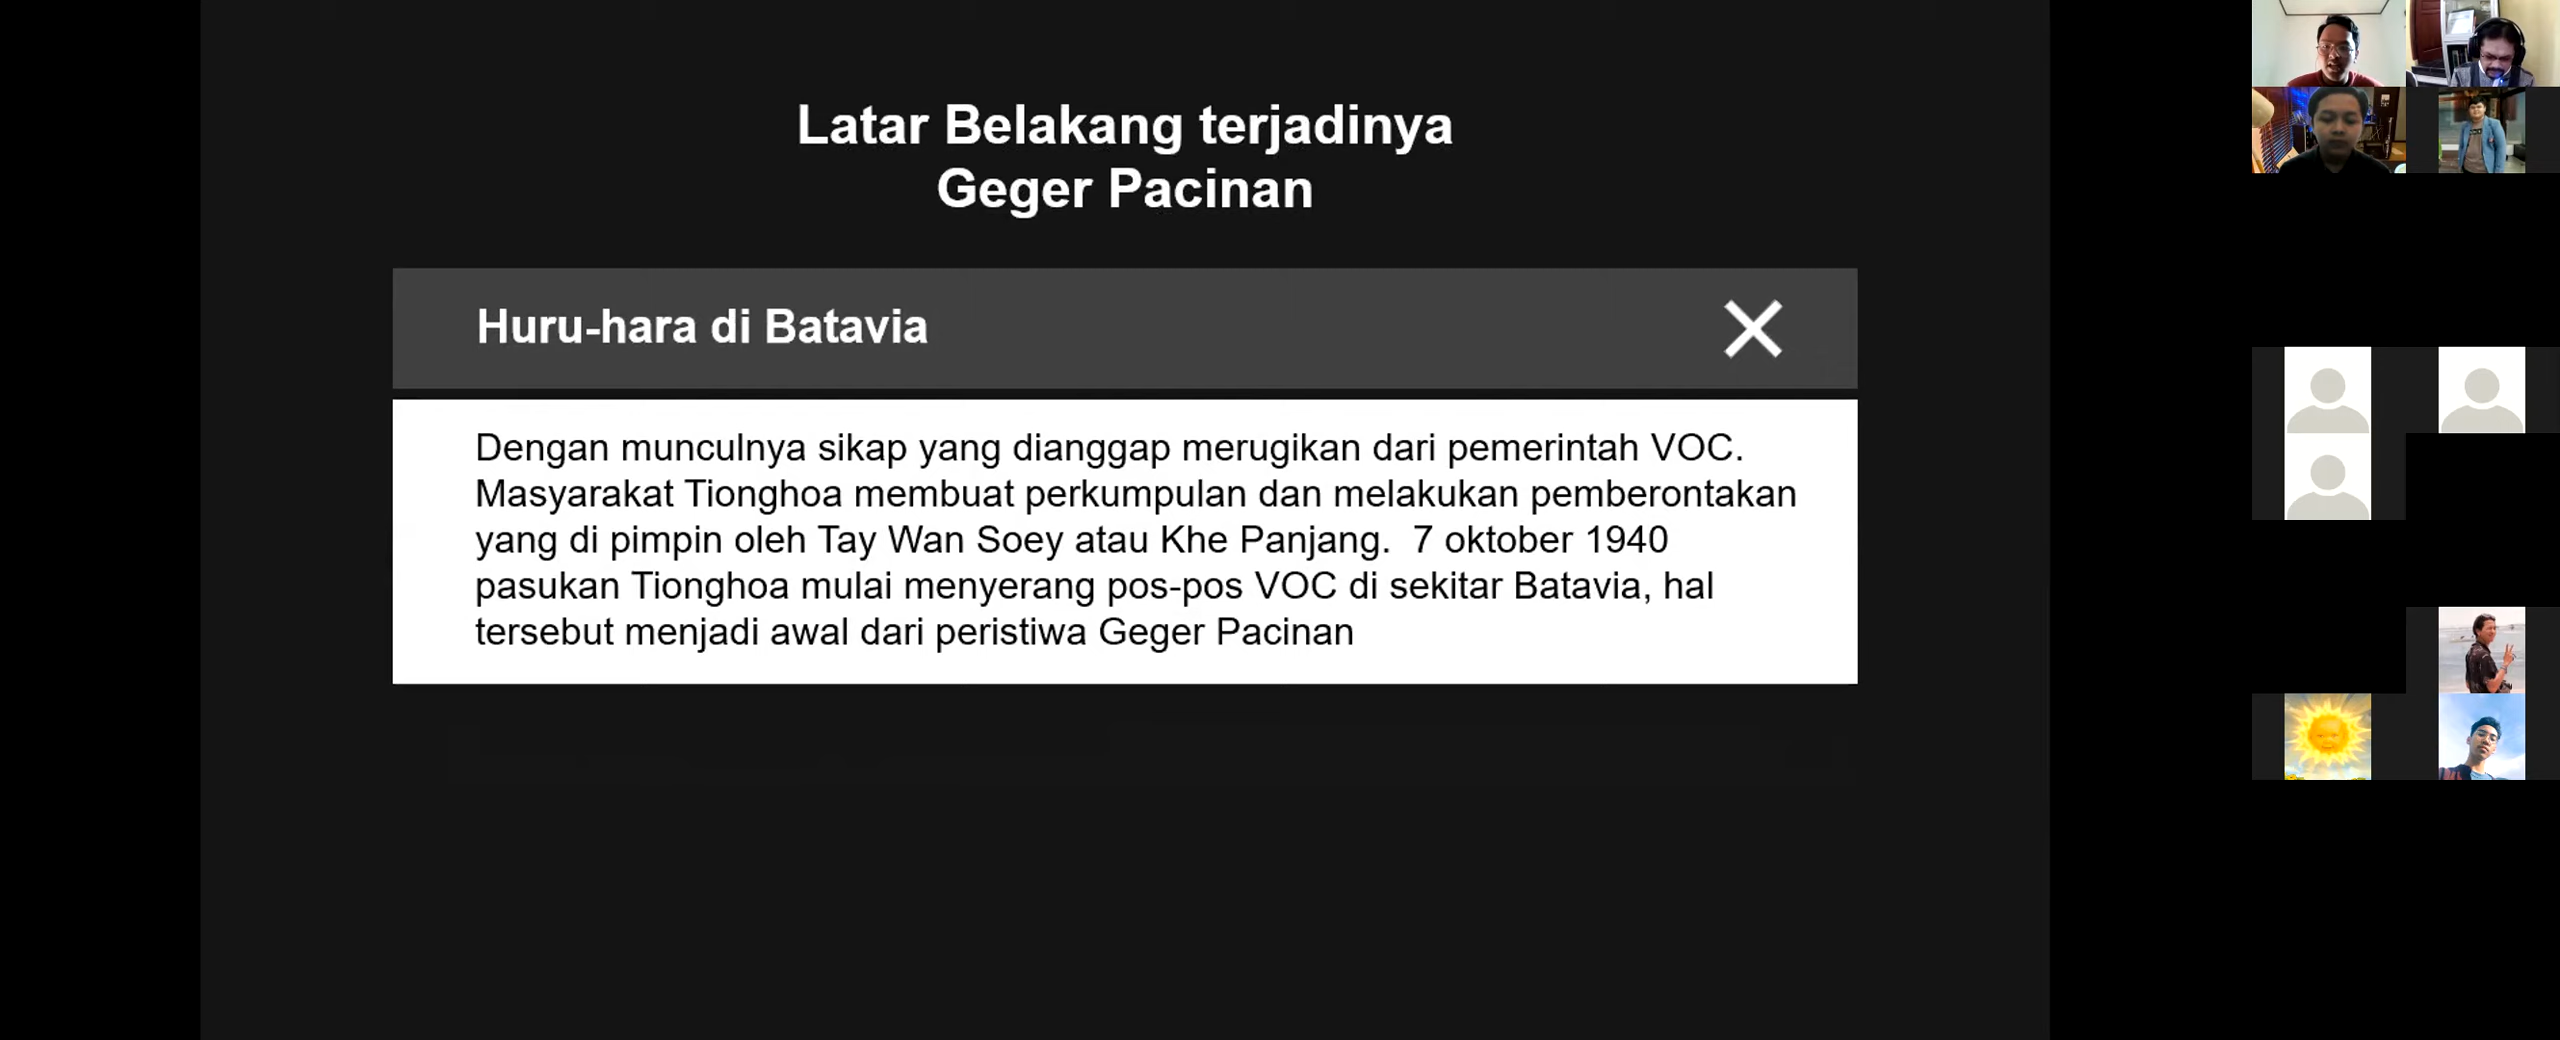 Latar Belakang terjadinya
Geger Pacinan
Huru-hara di Batavia
Dengan munculnya sikap yang dianggap merugikan dari pemerintah VOC.
Masyarakat Tionghoa membuat perkumpulan dan melakukan pemberontakan
yang di pimpin oleh Tay Wan Soey atau Khe Panjang.  7 oktober 1940
pasukan Tionghoa mulai menyerang pos-pos VOC di sekitar Batavia, hal
tersebut menjadi awal dari peristiwa Geger Pacinan